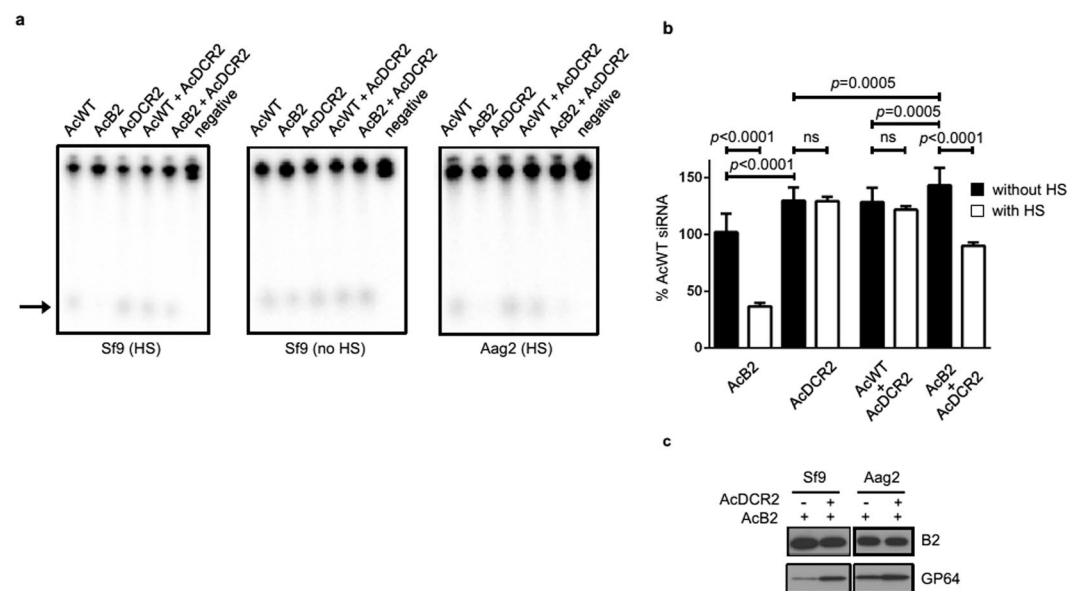 a
AcWT
AcB2
AcDCR2
AcWT + AcDCR2
AcB2 + AcDCR2
negative
AcWT
AcB2
AcDCR2
AcWT + AcDCR2
AcB2 + AcDCR2
negative
AcWT
AcB2
AcDCR2
AcWT + AcDCR2
AcB2 + AcDCR2
negative
Sf9 (HS)
Sf9 (no HS)
Aag2 (HS)
b
p=0.0005
p=0.0005
p<0.0001
ns
ns
p<0.0001
p<0.0001
% AcWT siRNA
150
100
50
0
without HS
with HS
AcB2
AcDCR2
AcWT
+
AcDCR2
AcB2
+
AcDCR2
c
Sf9 Aag2
AcDCR2 - + - +
AcB2 + + + +
B2
GP64